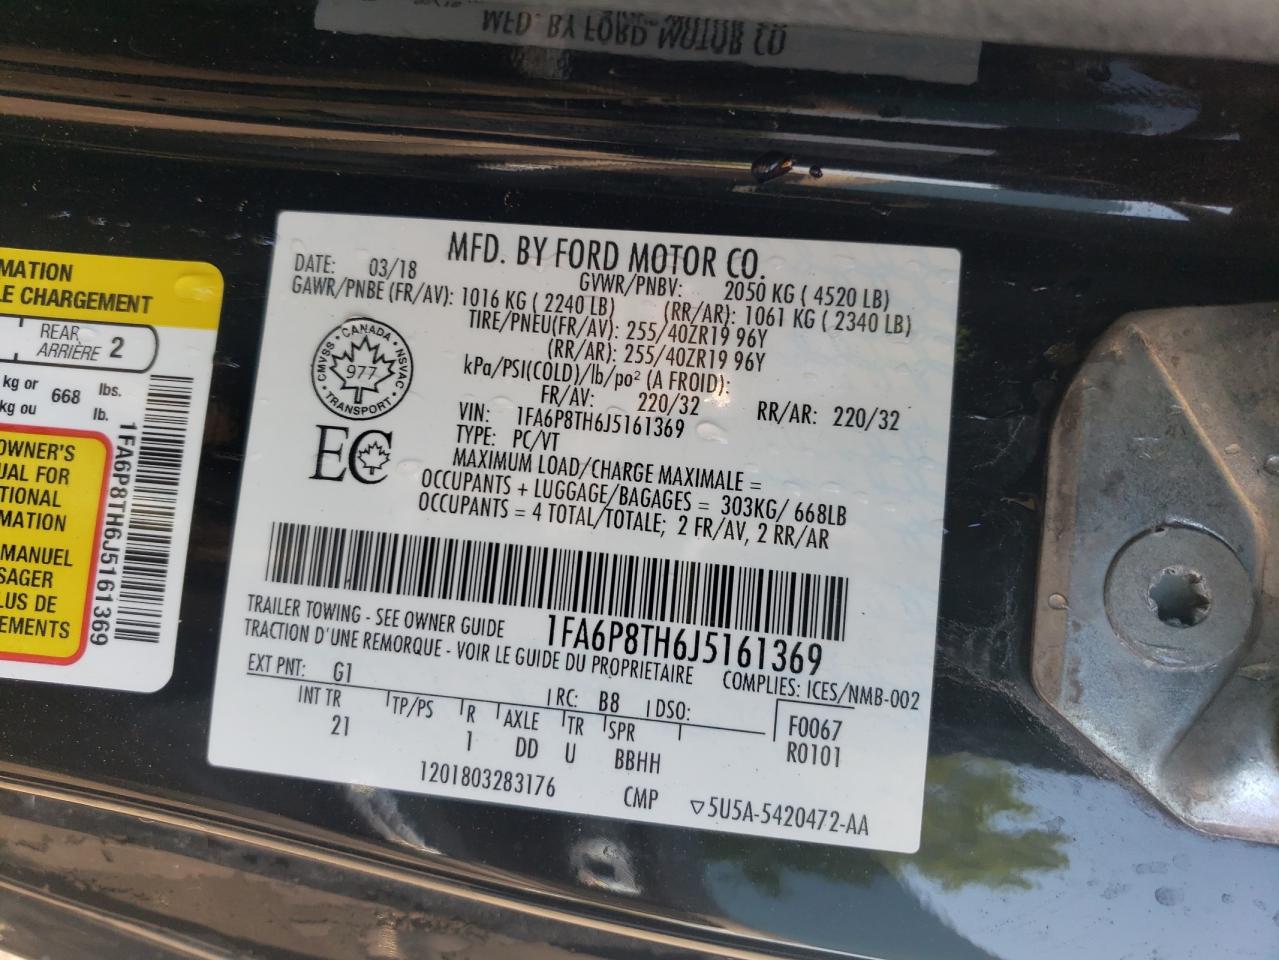 MFD. BY FORD MOTOR CO
MATION
E CHARGEMENT
REAR
ARRIÈRE 2
kg or 668 lbs.
kg ou lb.
OWNER'S
UAL FOR
TIONAL
MATION
MANUEL
SAGER
LUS DE
EMENTS
1FA6P8TH6J5161369
MFD. BY FORD MOTOR CO.
DATE: 03/18 GVWR/PNBV: 2050 KG ( 4520 LB)
GAWR/PNBE (FR/AV): 1016 KG ( 2240 LB) (RR/AR): 1061 KG ( 2340 LB)
TIRE/PNEU(FR/AV): 255/40ZR19 96Y
(RR/AR): 255/40ZR19 96Y
kPa/PSI(COLD)/lb/po² (A FROID):
FR/AV: 220/32 RR/AR: 220/32
VIN: 1FA6P8TH6J5161369
TYPE: PC/VT
MAXIMUM LOAD/CHARGE MAXIMALE =
OCCUPANTS + LUGGAGE/BAGAGES = 303KG/668LB
OCCUPANTS = 4 TOTAL/TOTALE; 2 FR/AV, 2 RR/AR
CMVSS • CANADA • NSVAC • TRANSPORT •
977
EC
TRAILER TOWING - SEE OWNER GUIDE 1FA6P8TH6J5161369
TRACTION D'UNE REMORQUE - VOIR LE GUIDE DU PROPRIETAIRE COMPLIES: ICES/NMB-002
EXT PNT: G1 RC: B8 DSO: F0067
INT TR TP/PS R AXLE TR SPR R0101
21 1 DD U BBHH
1201803283176 CMP ▽5U5A-5420472-AA